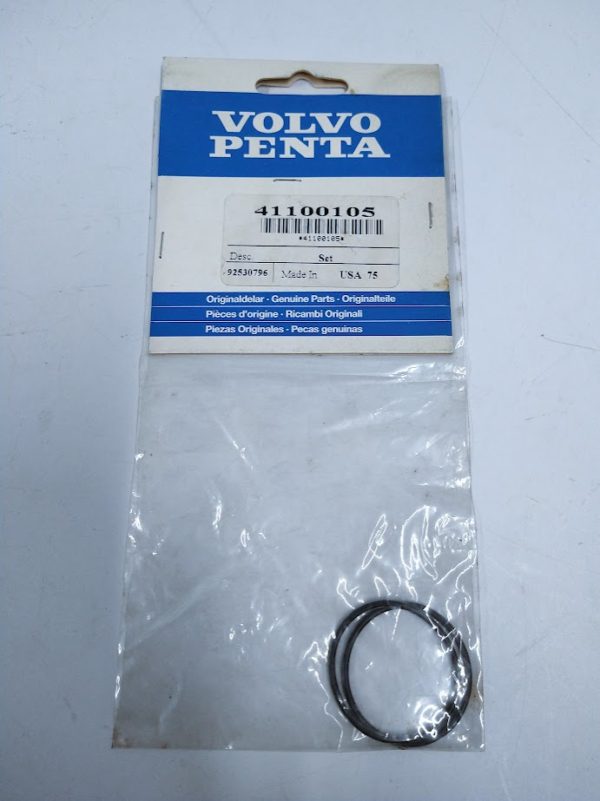 VOLVO
PENTA
41100105
*41100105*
Desc. Set
92530796 Made In USA 75
Originaldelar · Genuine Parts · Originalteile
Pièces d'origine · Ricambi Originali
Piezas Originales · Pecas genuinas